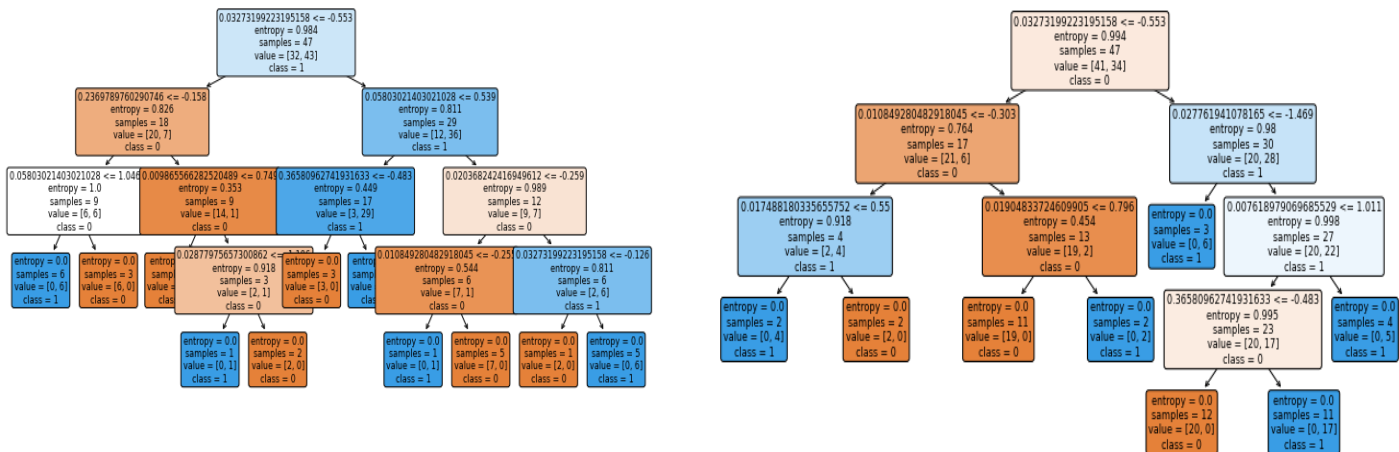 0.03273199223195158 <= -0.553
entropy = 0.984
samples = 47
value = [32, 43]
class = 1
0.2369789760290746 <= -0.158
entropy = 0.826
samples = 18
value = [20, 7]
class = 0
0.05803021403021028 <= 0.539
entropy = 0.811
samples = 29
value = [12, 36]
class = 1
0.05803021403021028 <= 1.046
entropy = 1.0
samples = 9
value = [6, 6]
class = 0
0.009865566282520489 <= 0.749
entropy = 0.353
samples = 9
value = [14, 1]
class = 0
0.36580962741931633 <= -0.483
entropy = 0.449
samples = 17
value = [3, 29]
class = 1
0.020368242416949612 <= -0.259
entropy = 0.989
samples = 12
value = [9, 7]
class = 0
entropy = 0.0
samples = 6
value = [0, 6]
class = 1
entropy = 0.0
samples = 3
value = [6, 0]
class = 0
0.02877975657300862 <=
entropy = 0.918
samples = 3
value = [2, 1]
class = 0
entropy = 0.0
samples = 3
value = [3, 0]
class = 0
0.010849280482918045 <=
entropy = 0.544
samples = 6
value = [7, 1]
class = 0
0.03273199223195158 <= -0.126
entropy = 0.811
samples = 6
value = [2, 6]
class = 1
entropy = 0.0
samples = 1
value = [0, 1]
class = 1
entropy = 0.0
samples = 2
value = [2, 0]
class = 0
entropy = 0.0
samples = 1
value = [0, 1]
class = 1
entropy = 0.0
samples = 5
value = [7, 0]
class = 0
entropy = 0.0
samples = 1
value = [2, 0]
class = 0
entropy = 0.0
samples = 5
value = [0, 6]
class = 1
0.03273199223195158 <= -0.553
entropy = 0.994
samples = 47
value = [41, 34]
class = 0
0.010849280482918045 <= -0.303
entropy = 0.764
samples = 17
value = [21, 6]
class = 0
0.027761941078165 <= -1.469
entropy = 0.98
samples = 30
value = [20, 28]
class = 1
0.017488180335655752 <= 0.55
entropy = 0.918
samples = 4
value = [2, 4]
class = 1
0.01904833724609905 <= 0.796
entropy = 0.454
samples = 13
value = [19, 2]
class = 0
entropy = 0.0
samples = 3
value = [0, 6]
class = 1
0.007618979069685529 <= 1.011
entropy = 0.998
samples = 27
value = [20, 22]
class = 1
entropy = 0.0
samples = 2
value = [0, 4]
class = 1
entropy = 0.0
samples = 2
value = [2, 0]
class = 0
entropy = 0.0
samples = 11
value = [19, 0]
class = 0
entropy = 0.0
samples = 2
value = [0, 2]
class = 1
0.36580962741931633 <= -0.483
entropy = 0.995
samples = 23
value = [20, 17]
class = 0
entropy = 0.0
samples = 4
value = [0, 5]
class = 1
entropy = 0.0
samples = 12
value = [20, 0]
class = 0
entropy = 0.0
samples = 11
value = [0, 17]
class = 1